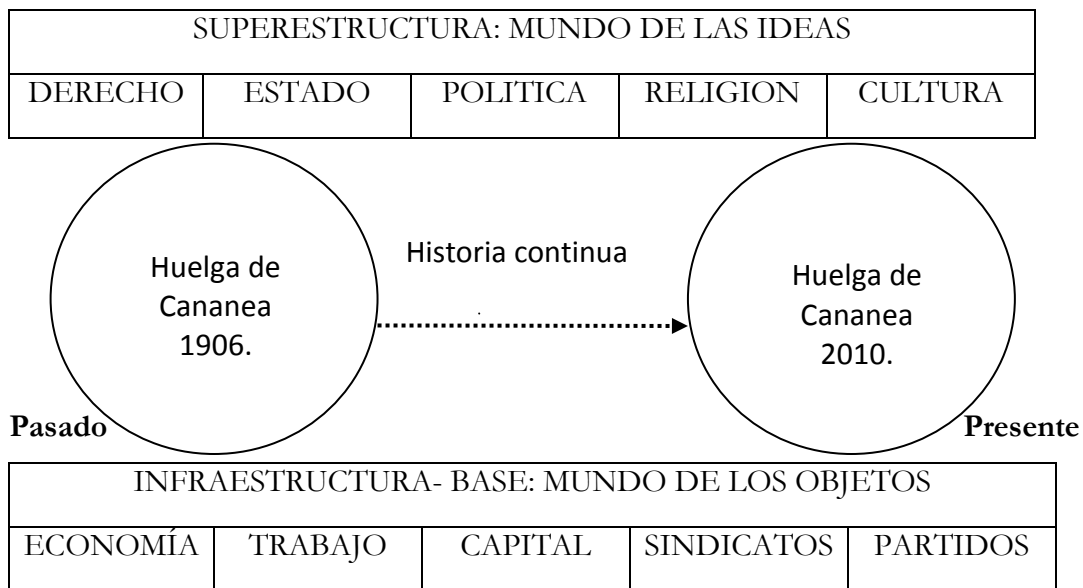 SUPERESTRUCTURA: MUNDO DE LAS IDEAS
DERECHO ESTADO POLITICA RELIGION CULTURA
Huelga de
Cananea
1906.
Historia continua
Huelga de
Cananea
2010.
Pasado
Presente
INFRAESTRUCTURA- BASE: MUNDO DE LOS OBJETOS
ECONOMÍA TRABAJO CAPITAL SINDICATOS PARTIDOS